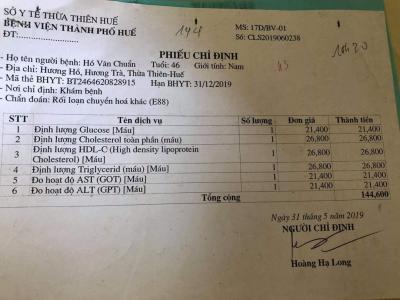 SỞ Y TẾ THỪA THIÊN HUẾ
BỆNH VIỆN THÀNH PHỐ HUẾ
ĐT:
144
MS: 17D/BV-01
Số: CLS2019060238
PHIẾU CHỈ ĐỊNH
- Họ tên người bệnh: Hồ Văn Chuẩn Tuổi: 46 Giới tính: Nam
- Địa chỉ: Hương Hồ, Hương Trà, Thừa Thiên-Huế
- Mã thẻ BHYT: BT2464620828915 Hạn BHYT: 31/12/2019
- Nơi chỉ định: Khám bệnh
- Chẩn đoán: Rối loạn chuyển hoá khác (E88)
STT Tên dịch vụ Số lượng Đơn giá Thành tiền
1 Định lượng Glucose [Máu] 1 21,400 21,400
2 Định lượng Cholesterol toàn phần (máu) 1 26,800 26,800
3 Định lượng HDL-C (High density lipoprotein Cholesterol) [Máu] 1 26,800 26,800
4 Định lượng Triglycerid (máu) [Máu] 1 26,800 26,800
5 Đo hoạt độ AST (GOT) [Máu] 1 21,400 21,400
6 Đo hoạt độ ALT (GPT) [Máu] 1 21,400 21,400
Tổng cộng 144,600
Ngày 31 tháng 5 năm 2019
NGƯỜI CHỈ ĐỊNH
Hoàng Hạ Long